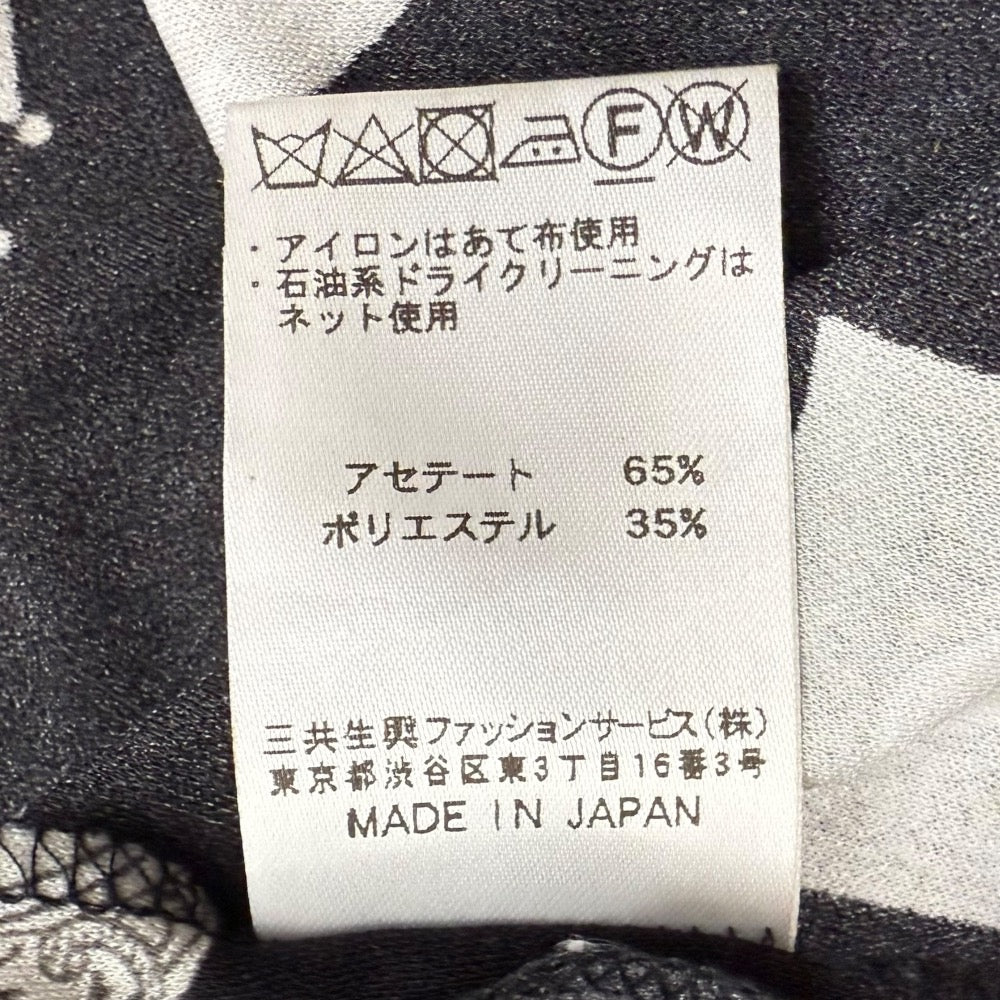 F W
・アイロンはあて布使用
・石油系ドライクリーニングは
ネット使用
アセテート 65%
ポリエステル 35%
三共生興ファッションサービス(株)
東京都渋谷区東3丁目16番3号
MADE IN JAPAN